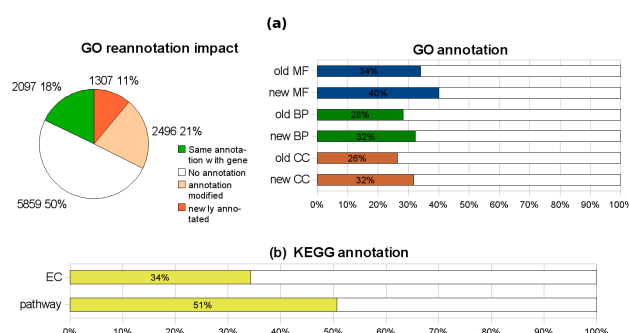 (a)
GO reannotation impact
2097 18%
1307 11%
2496 21%
5859 50%
Same annota-
tion with gene
No annotation
annotation
modified
new ly anno-
tated
GO annotation
old MF
34%
new MF
40%
old BP
28%
new BP
32%
old CC
26%
new CC
32%
0% 10% 20% 30% 40% 50% 60% 70% 80% 90% 100%
(b) KEGG annotation
EC
34%
pathway
51%
0% 10% 20% 30% 40% 50% 60% 70% 80% 90% 100%